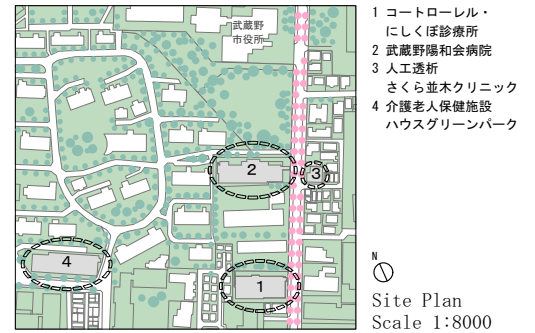 武蔵野
市役所
2
3
4
1
1 コートローレル・
にしくぼ診療所
2 武蔵野陽和会病院
3 人工透析
さくら並木クリニック
4 介護老人保健施設
ハウスグリーンパーク
N
Site Plan
Scale 1:8000